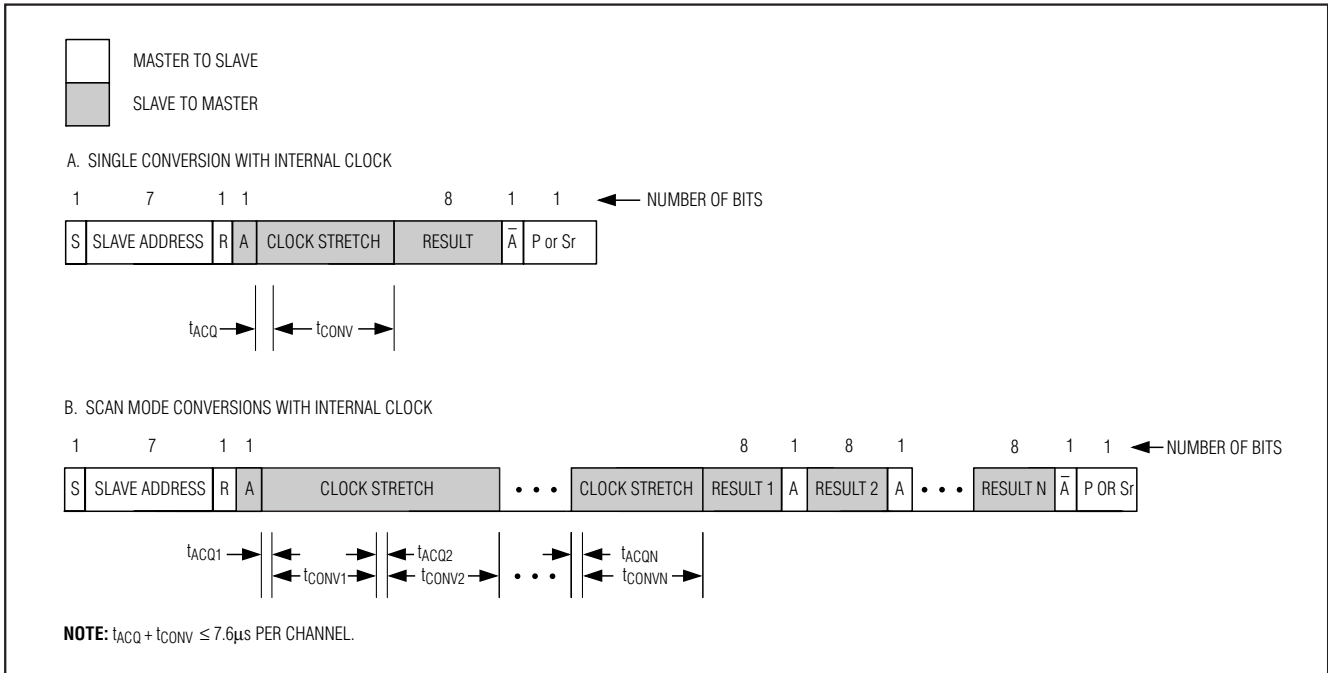 MASTER TO SLAVE
SLAVE TO MASTER
A. SINGLE CONVERSION WITH INTERNAL CLOCK
1 7 1 1 8 1 1 NUMBER OF BITS
S SLAVE ADDRESS R A CLOCK STRETCH RESULT A̅ P or Sr
tACQ tCONV
B. SCAN MODE CONVERSIONS WITH INTERNAL CLOCK
1 7 1 1 8 1 8 1 8 1 1 NUMBER OF BITS
S SLAVE ADDRESS R A CLOCK STRETCH • • • CLOCK STRETCH RESULT 1 A RESULT 2 A • • • RESULT N A̅ P OR Sr
tACQ1 tACQ2 tACQN
tCONV1 tCONV2 • • • tCONVN
NOTE: tACQ + tCONV ≤ 7.6μs PER CHANNEL.